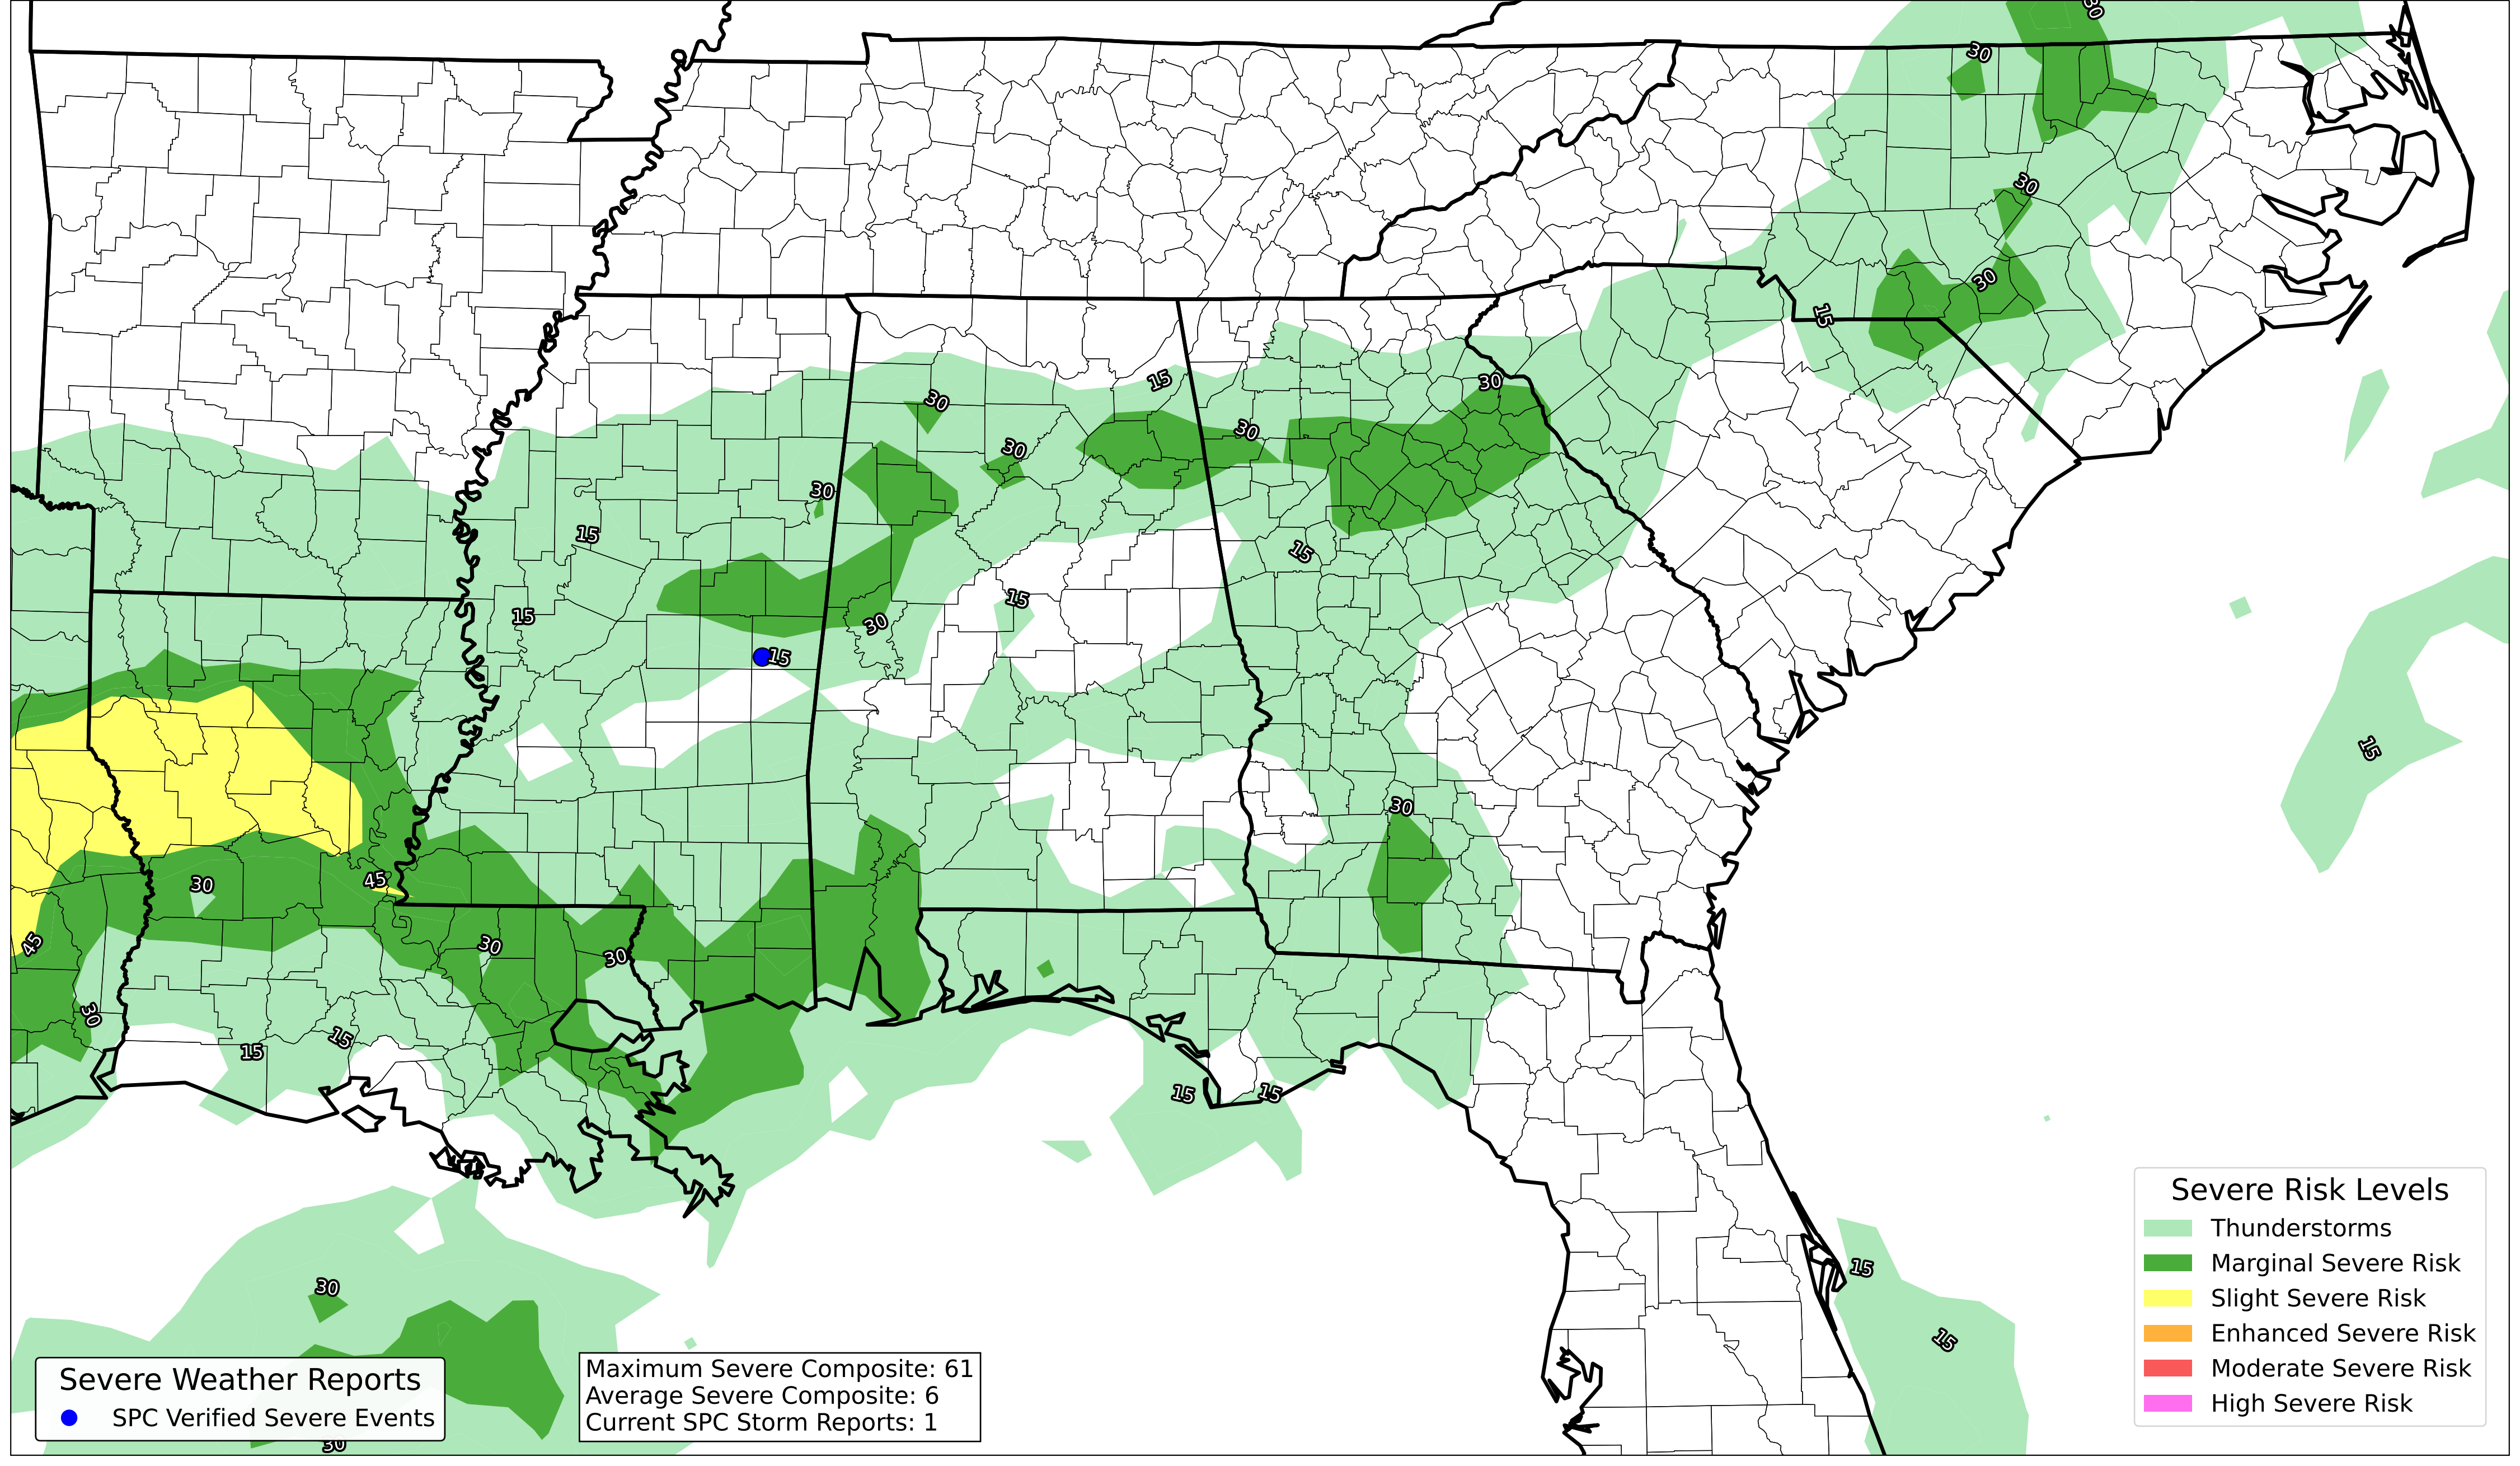 30
30
30
30
15
15
30
30
30
30
30
15
15
15
15
30
15
15
30
45
30
30
30
45
30
15
15
15
15
15
30
15
30
Severe Weather Reports
SPC Verified Severe Events
Maximum Severe Composite: 61
Average Severe Composite: 6
Current SPC Storm Reports: 1
Severe Risk Levels
Thunderstorms
Marginal Severe Risk
Slight Severe Risk
Enhanced Severe Risk
Moderate Severe Risk
High Severe Risk